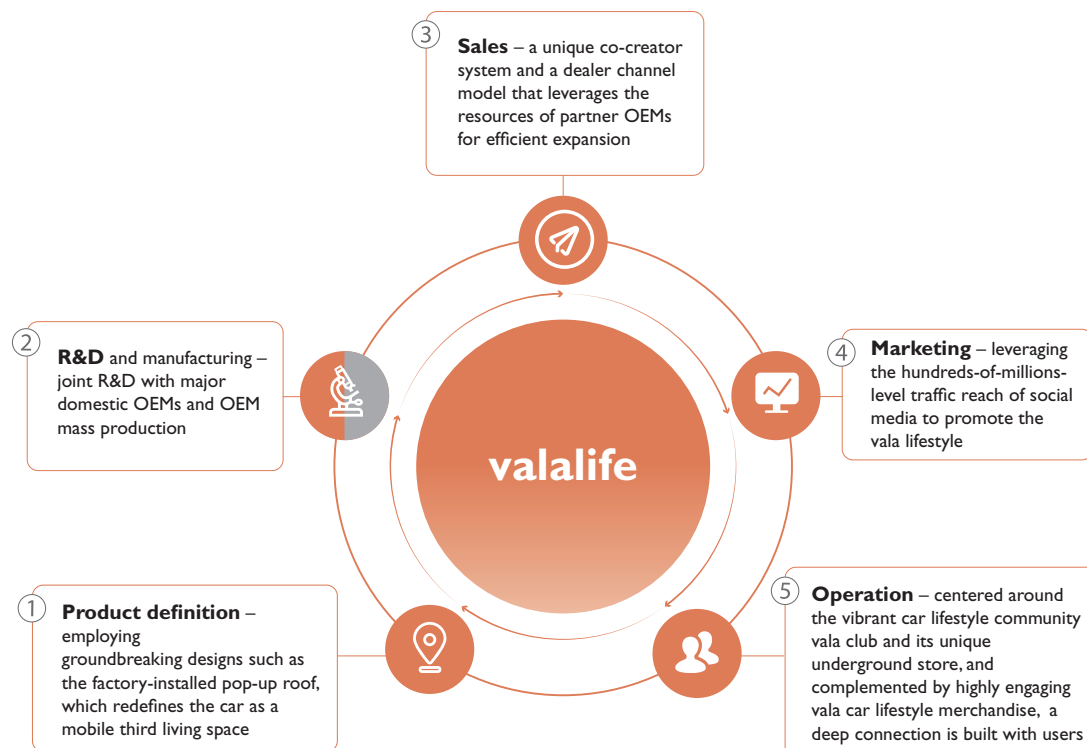 3
Sales – a unique co-creator
system and a dealer channel
model that leverages the
resources of partner OEMs
for efficient expansion
2
R&D and manufacturing –
joint R&D with major
domestic OEMs and OEM
mass production
4
Marketing – leveraging
the hundreds-of-millions-
level traffic reach of social
media to promote the
vala lifestyle
valalife
1
Product definition –
employing
groundbreaking designs such as
the factory-installed pop-up roof,
which redefines the car as a
mobile third living space
5
Operation – centered around
the vibrant car lifestyle community
vala club and its unique
underground store, and
complemented by highly engaging
vala car lifestyle merchandise, a
deep connection is built with users